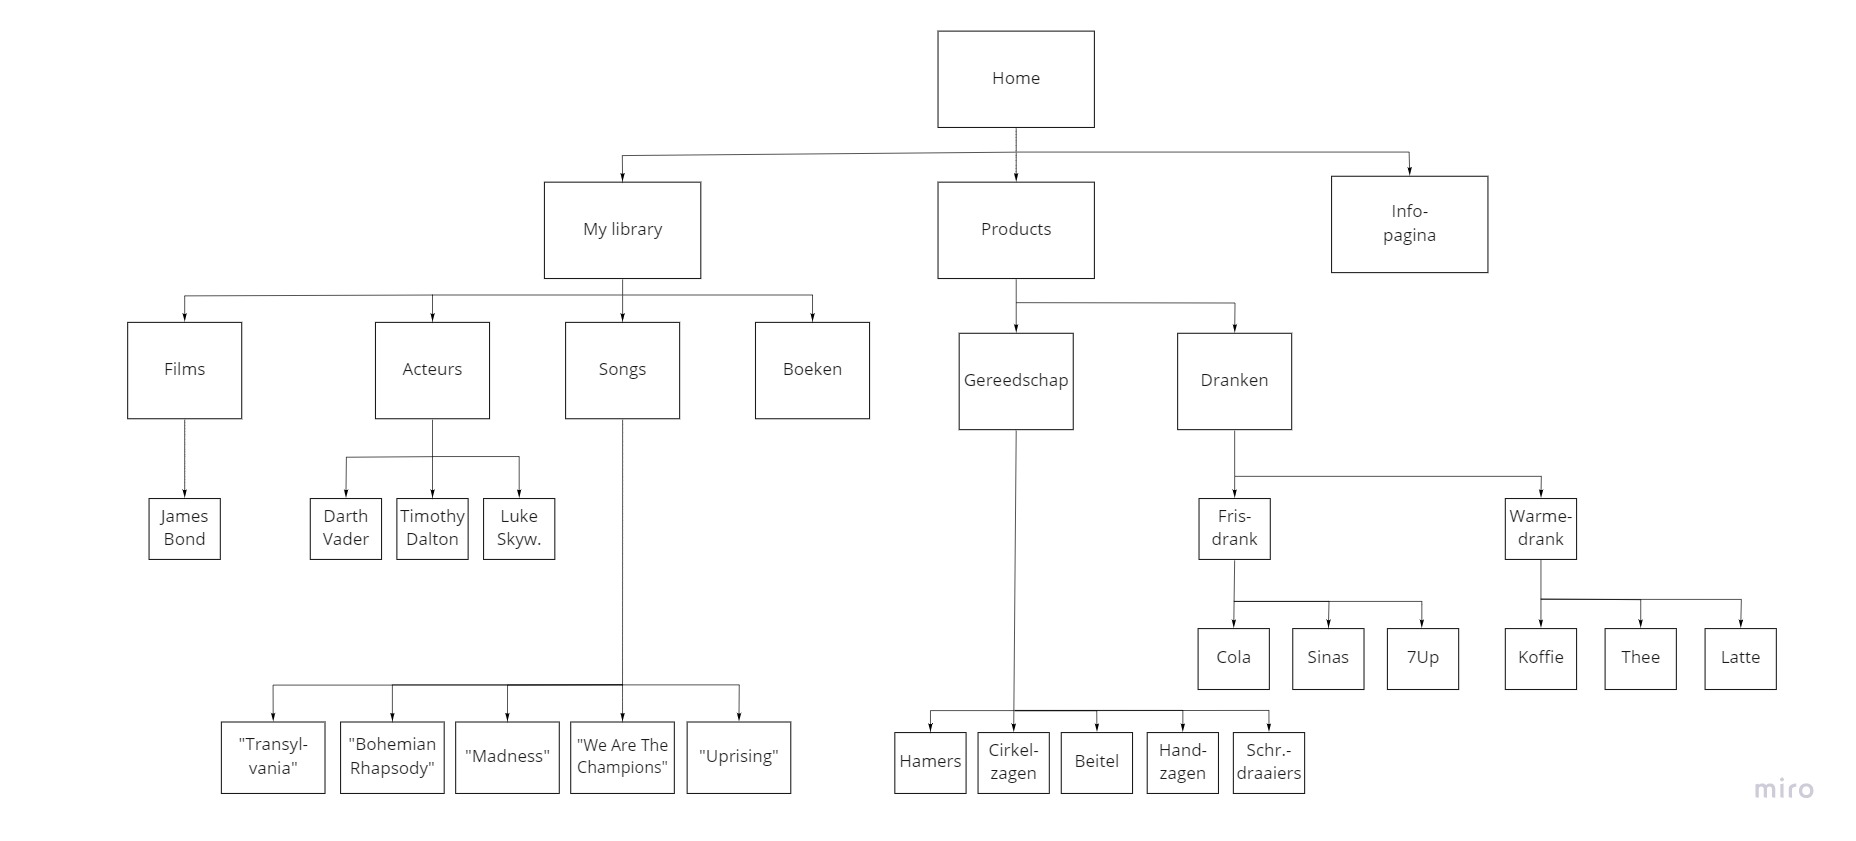 Home
My library
Products
Info-
pagina
Films
Acteurs
Songs
Boeken
Gereedschap
Dranken
James
Bond
Darth
Vader
Timothy
Dalton
Luke
Skyw.
Fris-
drank
Warme-
drank
Cola
Sinas
7Up
Koffie
Thee
Latte
"Transyl-
vania"
"Bohemian
Rhapsody"
"Madness"
"We Are The
Champions"
"Uprising"
Hamers
Cirkel-
zagen
Beitel
Hand-
zagen
Schr.-
draaiers
miro